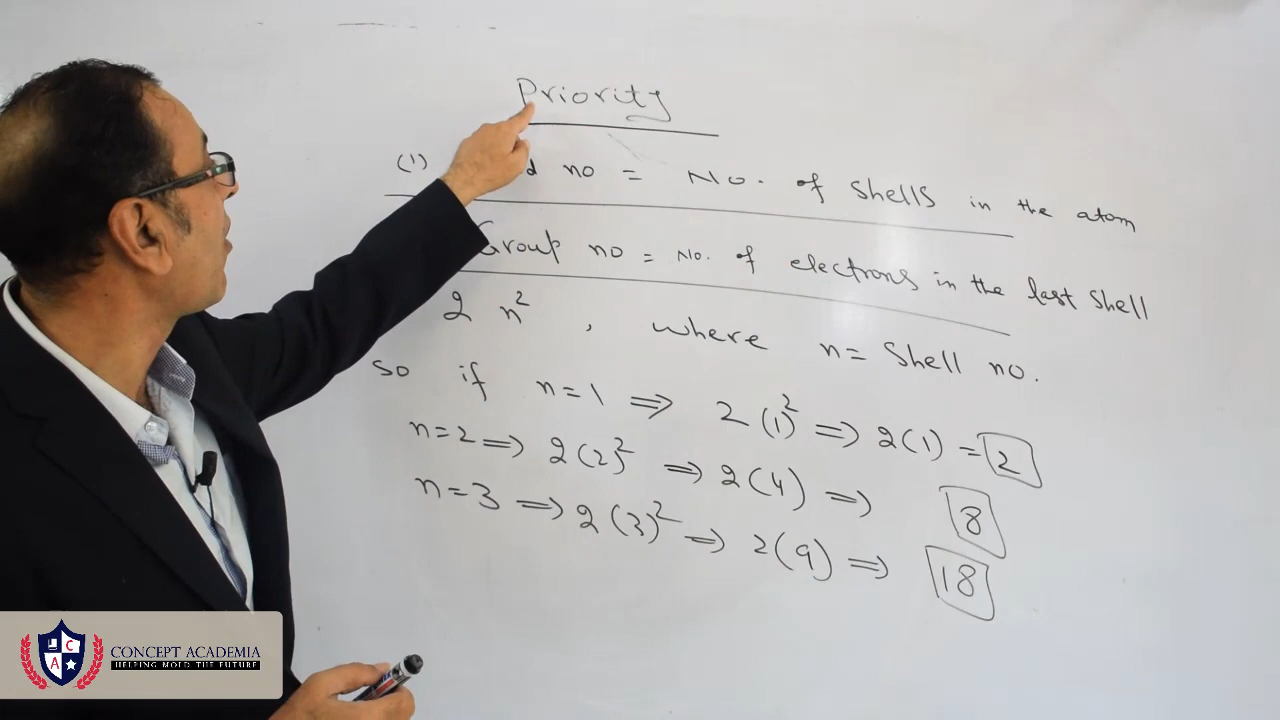 Priority
(1) d no = No. of shells in the atom
Group no = No. of electrons in the last shell
2 n², where n = Shell no.
so if n=1 ⇒ 2(1)² ⇒ 2(1) = 2
n=2 ⇒ 2(2)² ⇒ 2(4) ⇒ 8
n=3 ⇒ 2(3)² ⇒ 2(9) ⇒ 18
CA
CONCEPT ACADEMIA
HELPING MOLD THE FUTURE